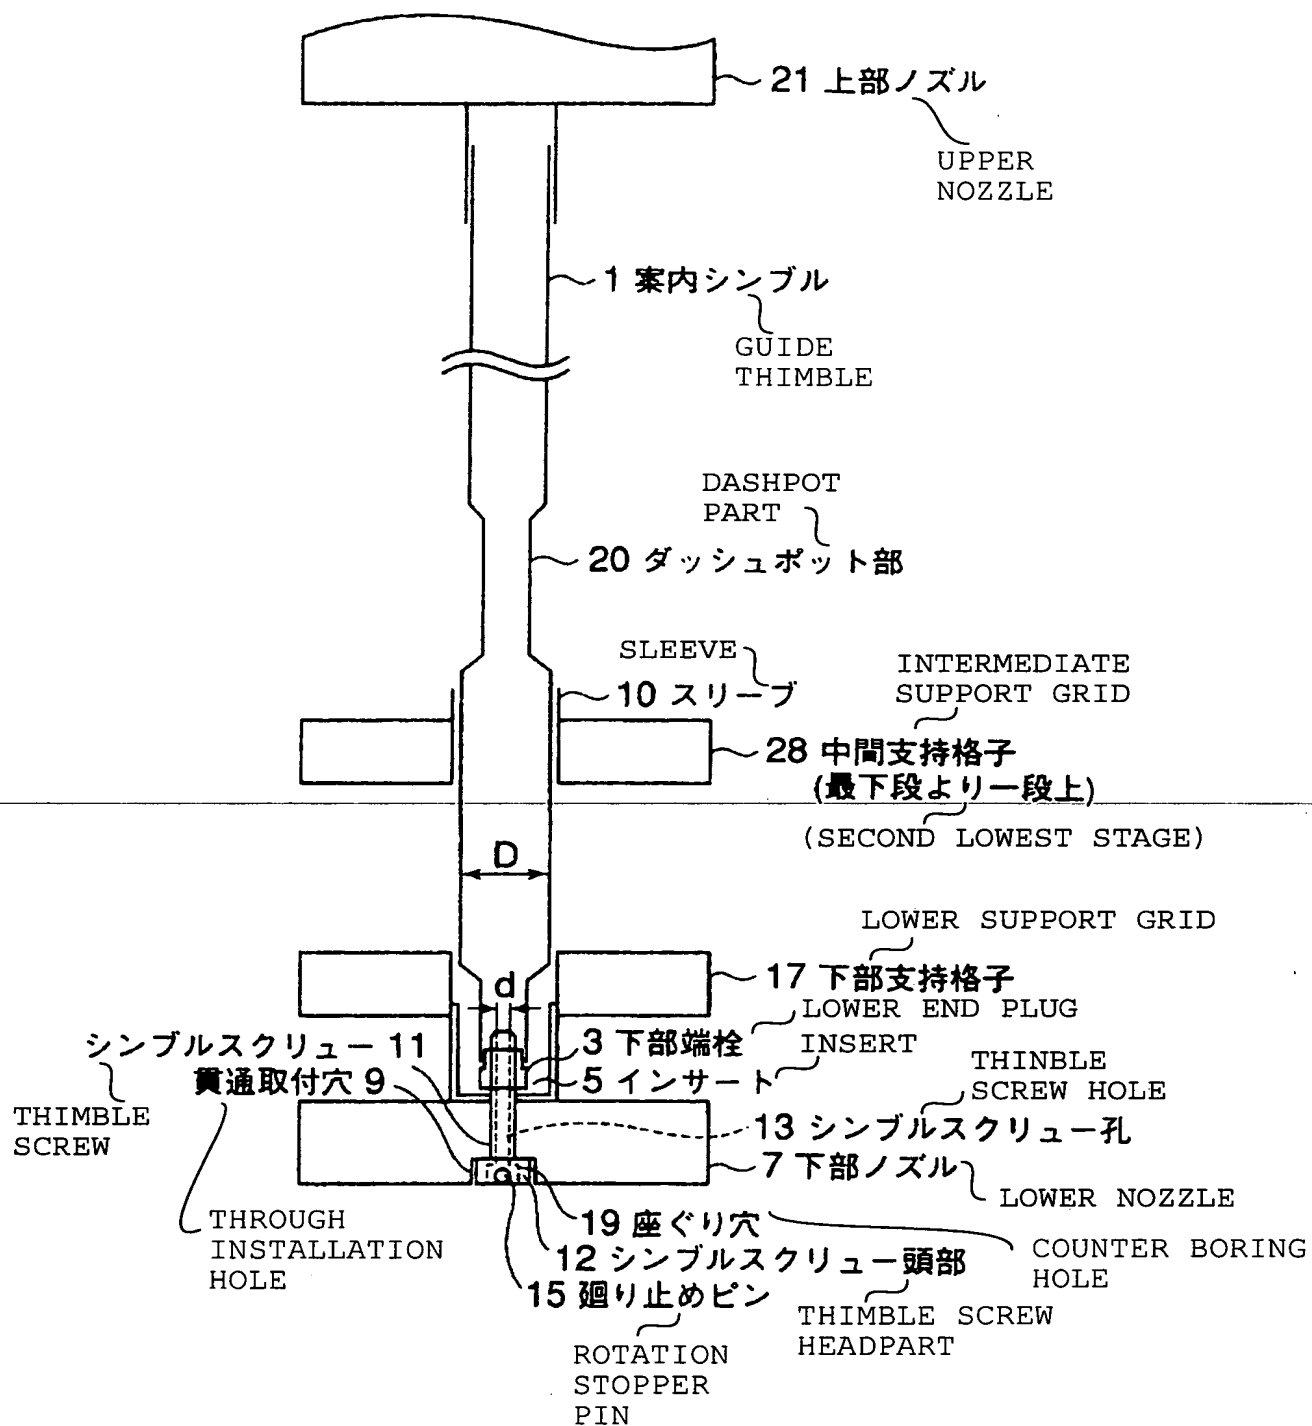 21 上部ノズル
UPPER
NOZZLE
1 案内シンブル
GUIDE
THIMBLE
DASHPOT
PART
20 ダッシュポット部
SLEEVE
10 スリーブ
INTERMEDIATE
SUPPORT GRID
28 中間支持格子
(最下段より一段上)
(SECOND LOWEST STAGE)
D
LOWER SUPPORT GRID
17 下部支持格子
d
LOWER END PLUG
3 下部端栓
INSERT
5 インサート
シンブルスクリュー 11
貫通取付穴 9
THIMBLE
SCREW
THINBLE
SCREW HOLE
13 シンブルスクリュー孔
7 下部ノズル
LOWER NOZZLE
THROUGH
INSTALLATION
HOLE
19 座ぐり穴
COUNTER BORING
HOLE
12 シンブルスクリュー頭部
THIMBLE SCREW
HEADPART
15 廻り止めピン
ROTATION
STOPPER
PIN